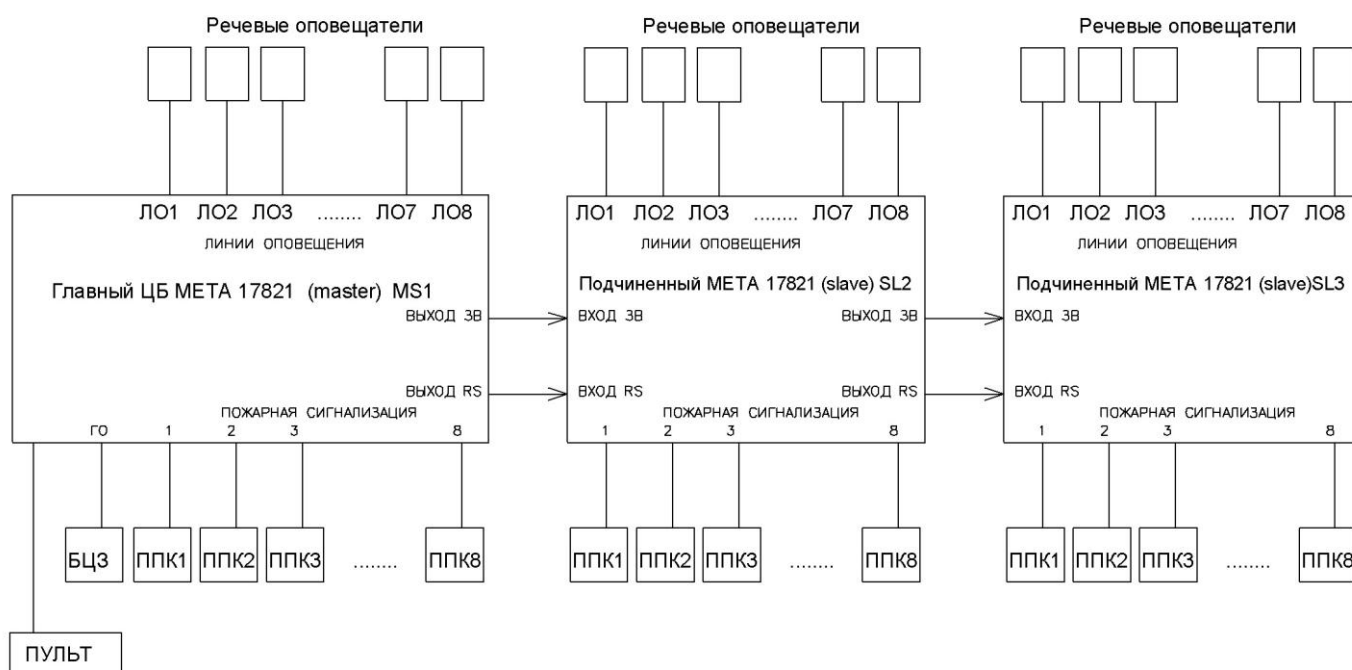 Речевые оповещатели
Речевые оповещатели
Речевые оповещатели
ЛО1 ЛО2 ЛО3 ........ ЛО7 ЛО8
ЛИНИИ ОПОВЕЩЕНИЯ
Главный ЦБ МЕТА 17821 (master) MS1
ВЫХОД ЗВ
ВЫХОД RS
ПОЖАРНАЯ СИГНАЛИЗАЦИЯ
ГО 1 2 3 8
БЦЗ ППК1 ППК2 ППК3 ........ ППК8
ПУЛЬТ
ЛО1 ЛО2 ЛО3 ........ ЛО7 ЛО8
ЛИНИИ ОПОВЕЩЕНИЯ
Подчиненный МЕТА 17821 (slave) SL2
ВХОД ЗВ ВЫХОД ЗВ
ВХОД RS ВЫХОД RS
ПОЖАРНАЯ СИГНАЛИЗАЦИЯ
1 2 3 8
ППК1 ППК2 ППК3 ........ ППК8
ЛО1 ЛО2 ЛО3 ........ ЛО7 ЛО8
ЛИНИИ ОПОВЕЩЕНИЯ
Подчиненный МЕТА 17821 (slave)SL3
ВХОД ЗВ
ВХОД RS
ПОЖАРНАЯ СИГНАЛИЗАЦИЯ
1 2 3 8
ППК1 ППК2 ППК3 ........ ППК8